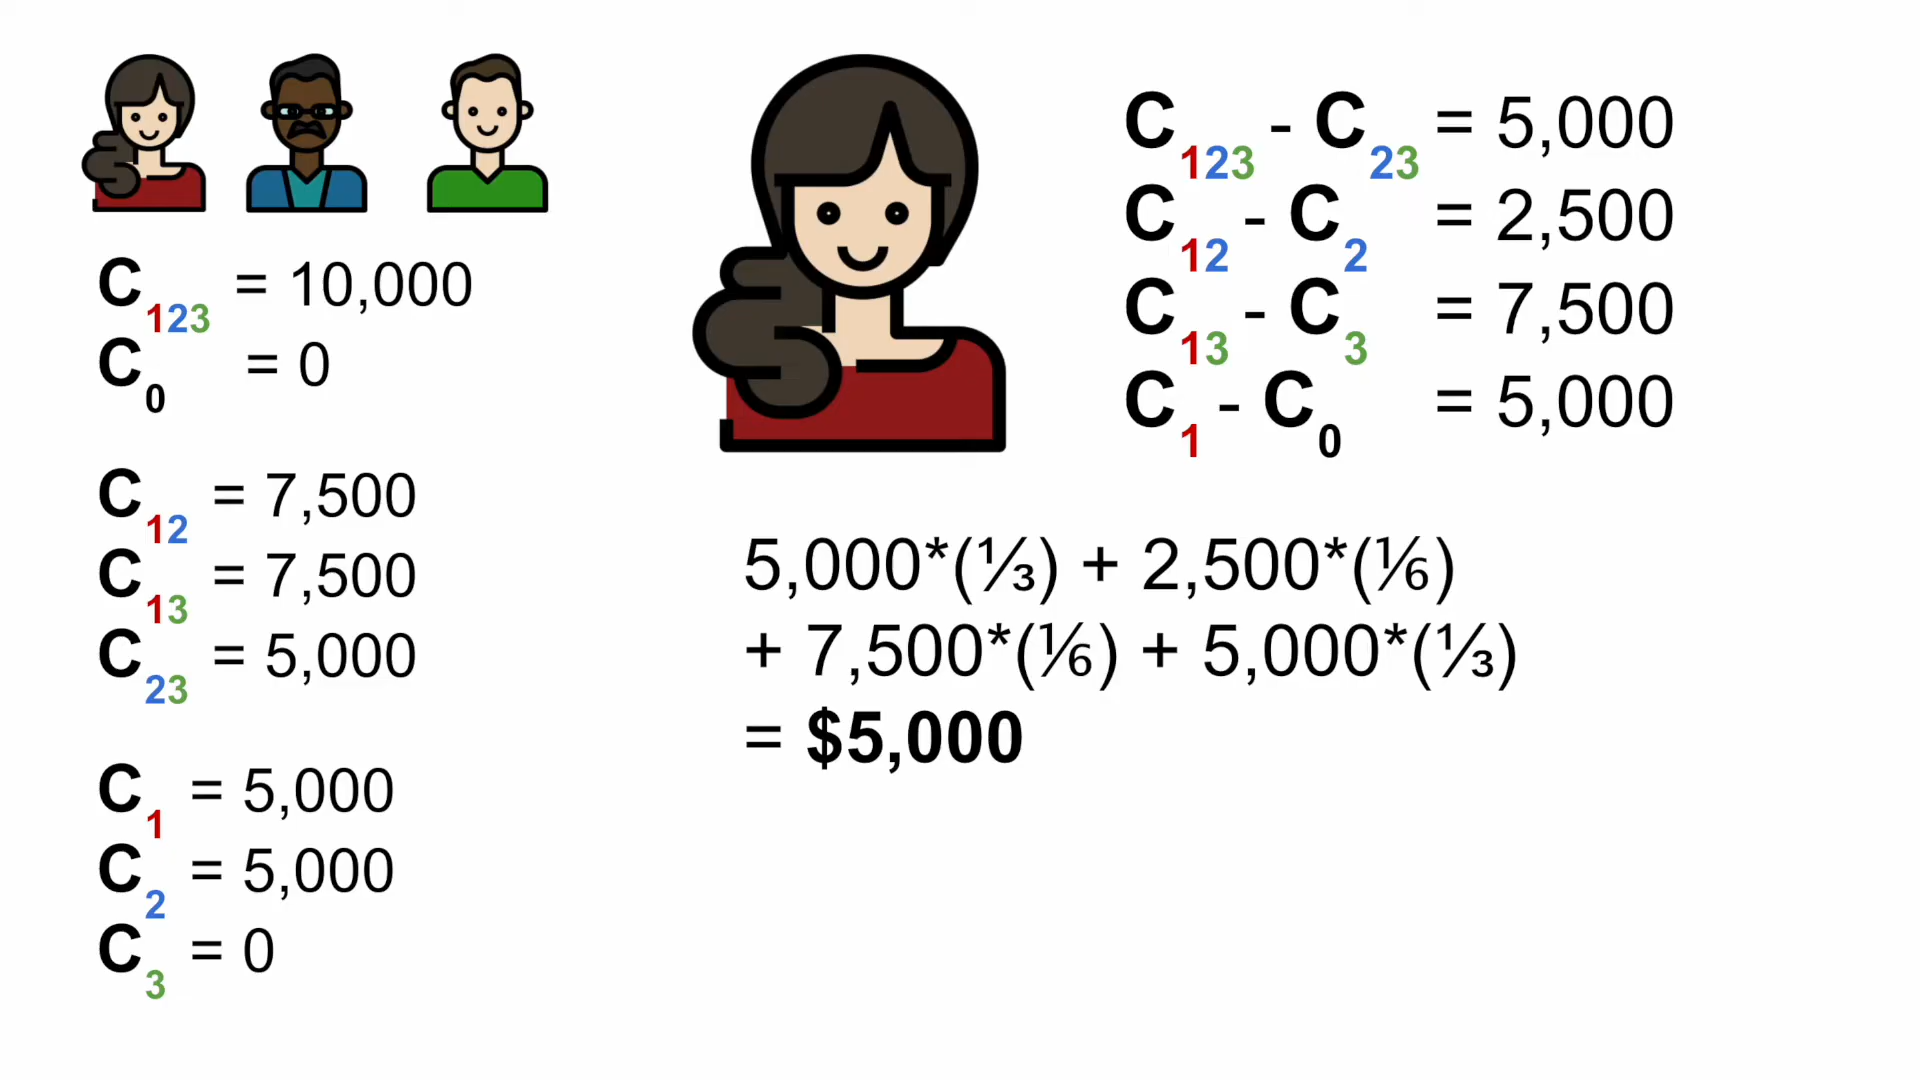 C123 = 10,000
C0 = 0
C12 = 7,500
C13 = 7,500
C23 = 5,000
C1 = 5,000
C2 = 5,000
C3 = 0
C123 - C23 = 5,000
C12 - C2 = 2,500
C13 - C3 = 7,500
C1 - C0 = 5,000
5,000*(⅓) + 2,500*(⅙)
+ 7,500*(⅙) + 5,000*(⅓)
= $5,000